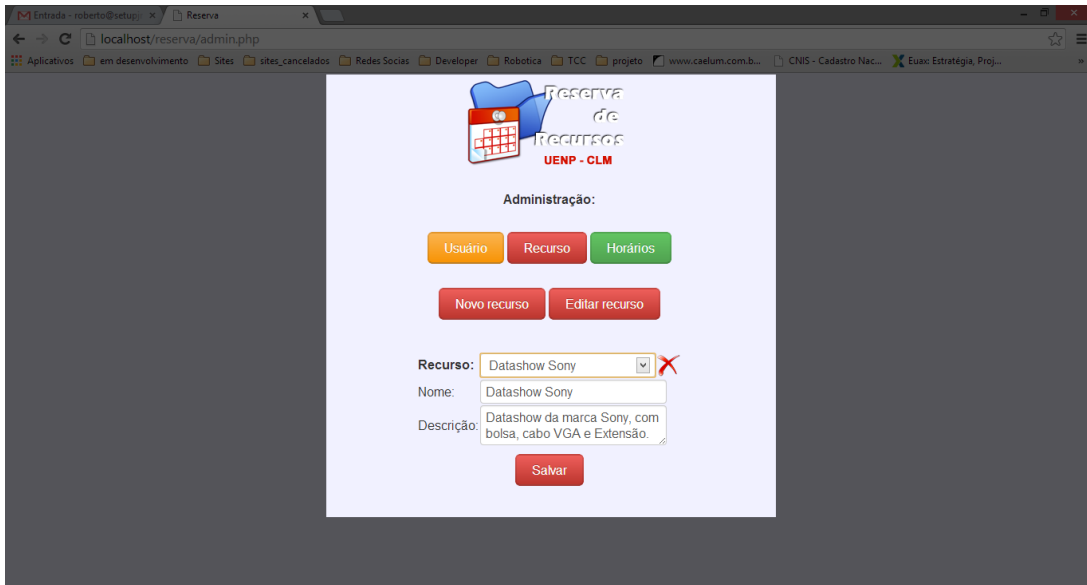 Entrada - roberto@setup
Reserva
localhost/reserva/admin.php
Aplicativos em desenvolvimento Sites sites_cancelados Redes Socias Developer Robotica TCC projeto www.caelum.com.b... CNIS - Cadastro Nac... Euax: Estratégia, Proj... »
Reserva
de
Recursos
UENP - CLM
Administração:
Usuário Recurso Horários
Novo recurso Editar recurso
Recurso: Datashow Sony
Nome: Datashow Sony
Descrição: Datashow da marca Sony, com
bolsa, cabo VGA e Extensão.
Salvar